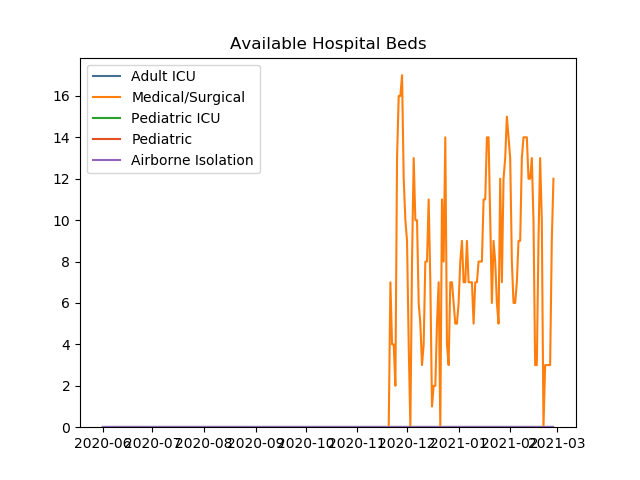 Available Hospital Beds
Adult ICU
Medical/Surgical
Pediatric ICU
Pediatric
Airborne Isolation
16
14
12
10
8
6
4
2
0
2020-06 2020-07 2020-08 2020-09 2020-10 2020-11 2020-12 2021-01 2021-02 2021-03